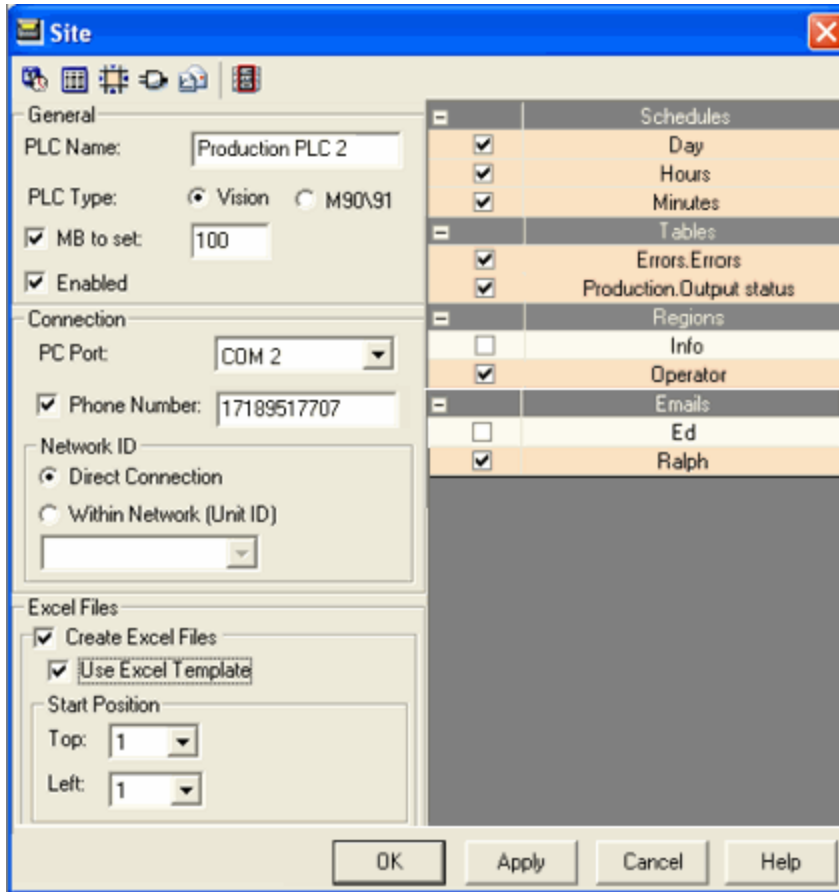 Site
General
PLC Name: Production PLC 2
PLC Type: Vision M90\91
MB to set: 100
Enabled
Connection
PC Port: COM 2
Phone Number: 17189517707
Network ID
Direct Connection
Within Network (Unit ID)
Excel Files
Create Excel Files
Use Excel Template
Start Position
Top: 1
Left: 1
Schedules
Day
Hours
Minutes
Tables
Errors.Errors
Production.Output status
Regions
Info
Operator
Emails
Ed
Ralph
OK Apply Cancel Help